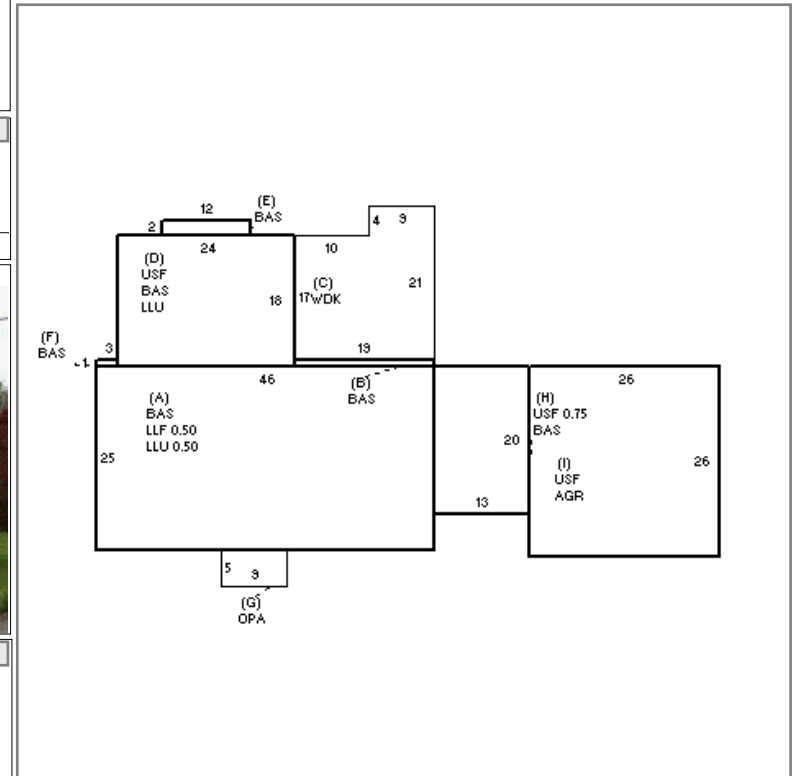 12
(E)
BAS
2
4 9
24
10
(D)
USF
BAS
LLU
18
(C)
17 WDK
21
(F)
BAS
1
3
19
46
(B)
BAS
26
(A)
BAS
LLF 0.50
LLU 0.50
25
(H)
USF 0.75
BAS
20
(I)
USF
AGR
26
13
5 9
(G)
OPA